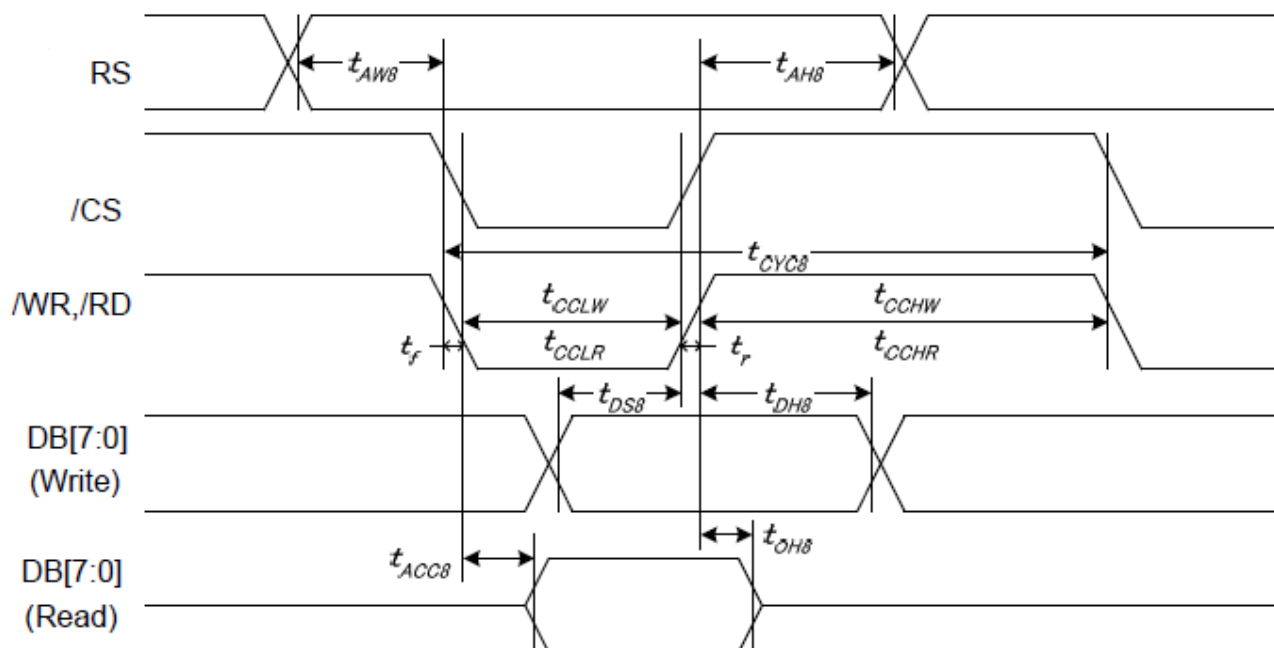 RS
tAW8
tAH8
/CS
tCYC8
/WR,/RD
tCCLW
tCCHW
tf
tCCLR
tr
tCCHR
tDS8
tDH8
DB[7:0]
(Write)
tOH8
tACC8
DB[7:0]
(Read)